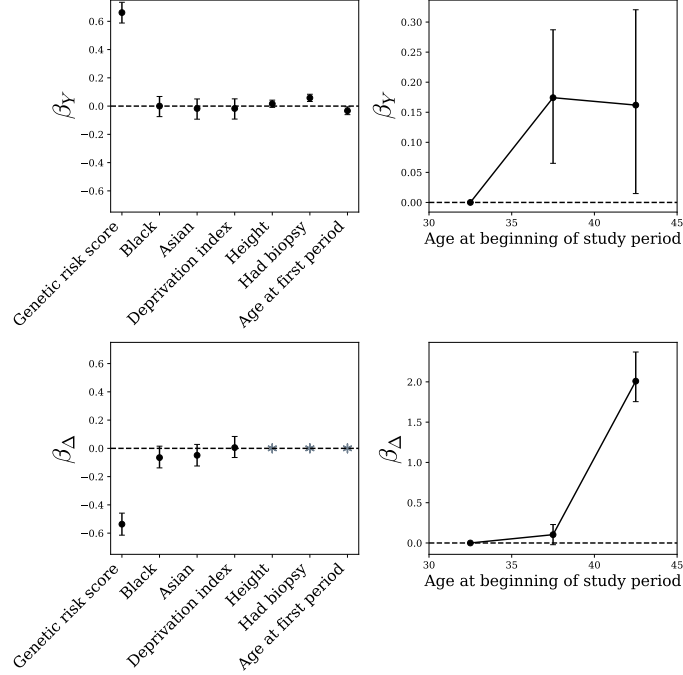 0.6
0.4
0.2
0.0
−0.2
−0.4
−0.6
β_Y
Genetic risk score
Black
Asian
Deprivation index
Height
Had biopsy
Age at first period
0.30
0.25
0.20
0.15
0.10
0.05
0.00
β_Y
30 35 40 45
Age at beginning of study period
0.6
0.4
0.2
0.0
−0.2
−0.4
−0.6
β_Δ
Genetic risk score
Black
Asian
Deprivation index
Height
Had biopsy
Age at first period
2.0
1.5
1.0
0.5
0.0
β_Δ
30 35 40 45
Age at beginning of study period